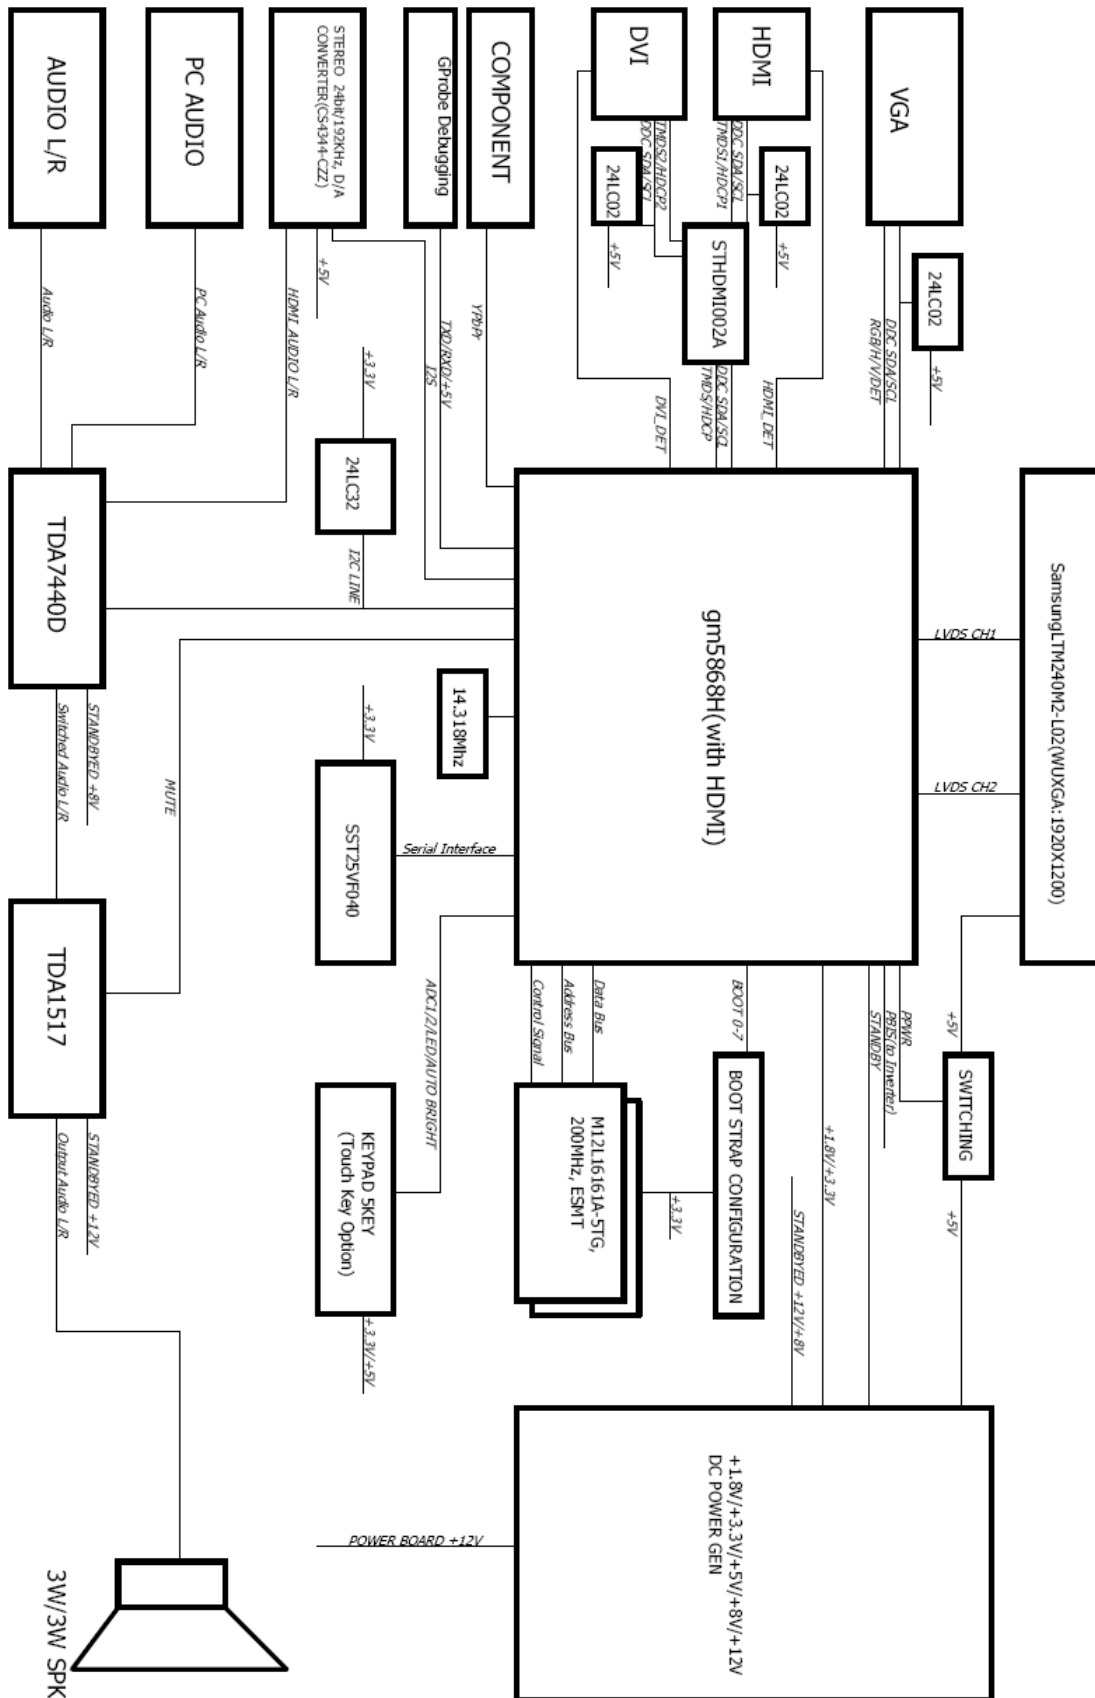 AUDIO L/R
PC AUDIO
STEREO 24bit/192KHz, D/A
CONVERTER(CS4344-CZZ)
GProbe Debugging
COMPONENT
DVI
HDMI
VGA
24LC02
24LC02
24LC02
+5V
+5V
+5V
+5V
TMDS2/HDCP2
DDC SDA/SCL
DDC SDA/SCL
TMDS1/HDCP1
STHDMI002A
DDC SDA/SCL
RGB/H/V/DET
Audio L/R
PC Audio L/R
HDMI AUDIO L/R
+3.3V
TXD/RXD/+5V
I2S
YPbPr
DVI_DET
DDC SDA/SCL
TMDS/HDCP
HDMI_DET
24LC32
I2C LINE
TDA7440D
gm5868H(with HDMI)
SamsungLTM240M2-L02(WUXGA:1920X1200)
LVDS CH1
LVDS CH2
14.318Mhz
+3.3V
SST25VF040
Serial Interface
STANDBYED +8V
Switched Audio L/R
MUTE
TDA1517
STANDBYED +12V
Output Audio L/R
ADC1/2/LED/AUTO BRIGHT
KEYPAD 5KEY
(Touch Key Option)
+3.3V/+5V
Data Bus
Address Bus
Control Signal
M12L16161A-5TG,
200MHz, ESMT
+3.3V
BOOT 0-7
BOOT STRAP CONFIGURATION
PPWR
PBIS(to Inverter)
STANDBY
+5V
SWITCHING
+5V
+1.8V/+3.3V
STANDBYED +12V/+8V
+1.8V/+3.3V/+5V/+8V/+12V
DC POWER GEN
POWER BOARD +12V
3W/3W SPK